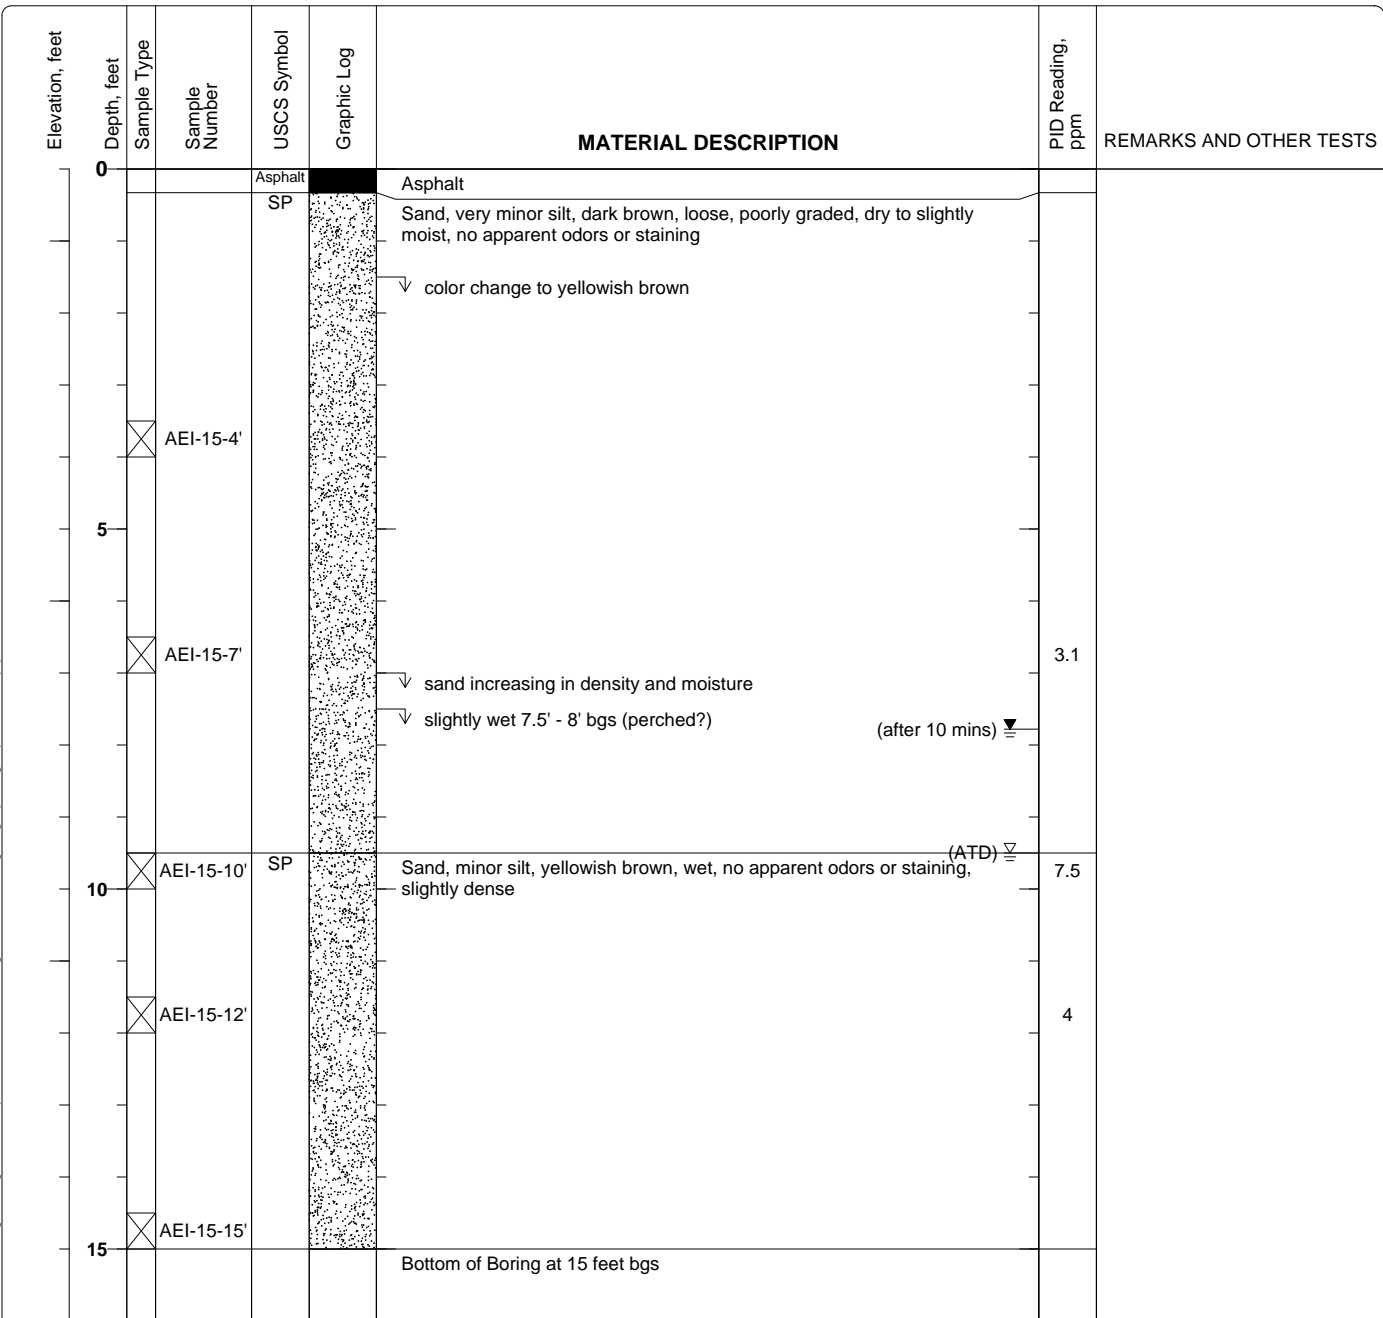 Elevation, feet
Depth, feet
Sample Type
Sample
Number
USCS Symbol
Graphic Log
MATERIAL DESCRIPTION
PID Reading,
ppm
REMARKS AND OTHER TESTS
0
Asphalt
Asphalt
SP
Sand, very minor silt, dark brown, loose, poorly graded, dry to slightly
moist, no apparent odors or staining
color change to yellowish brown
AEI-15-4'
5
AEI-15-7'
3.1
sand increasing in density and moisture
slightly wet 7.5' - 8' bgs (perched?)
(after 10 mins)
(ATD)
SP
Sand, minor silt, yellowish brown, wet, no apparent odors or staining,
slightly dense
AEI-15-10'
7.5
10
AEI-15-12'
4
AEI-15-15'
15
Bottom of Boring at 15 feet bgs